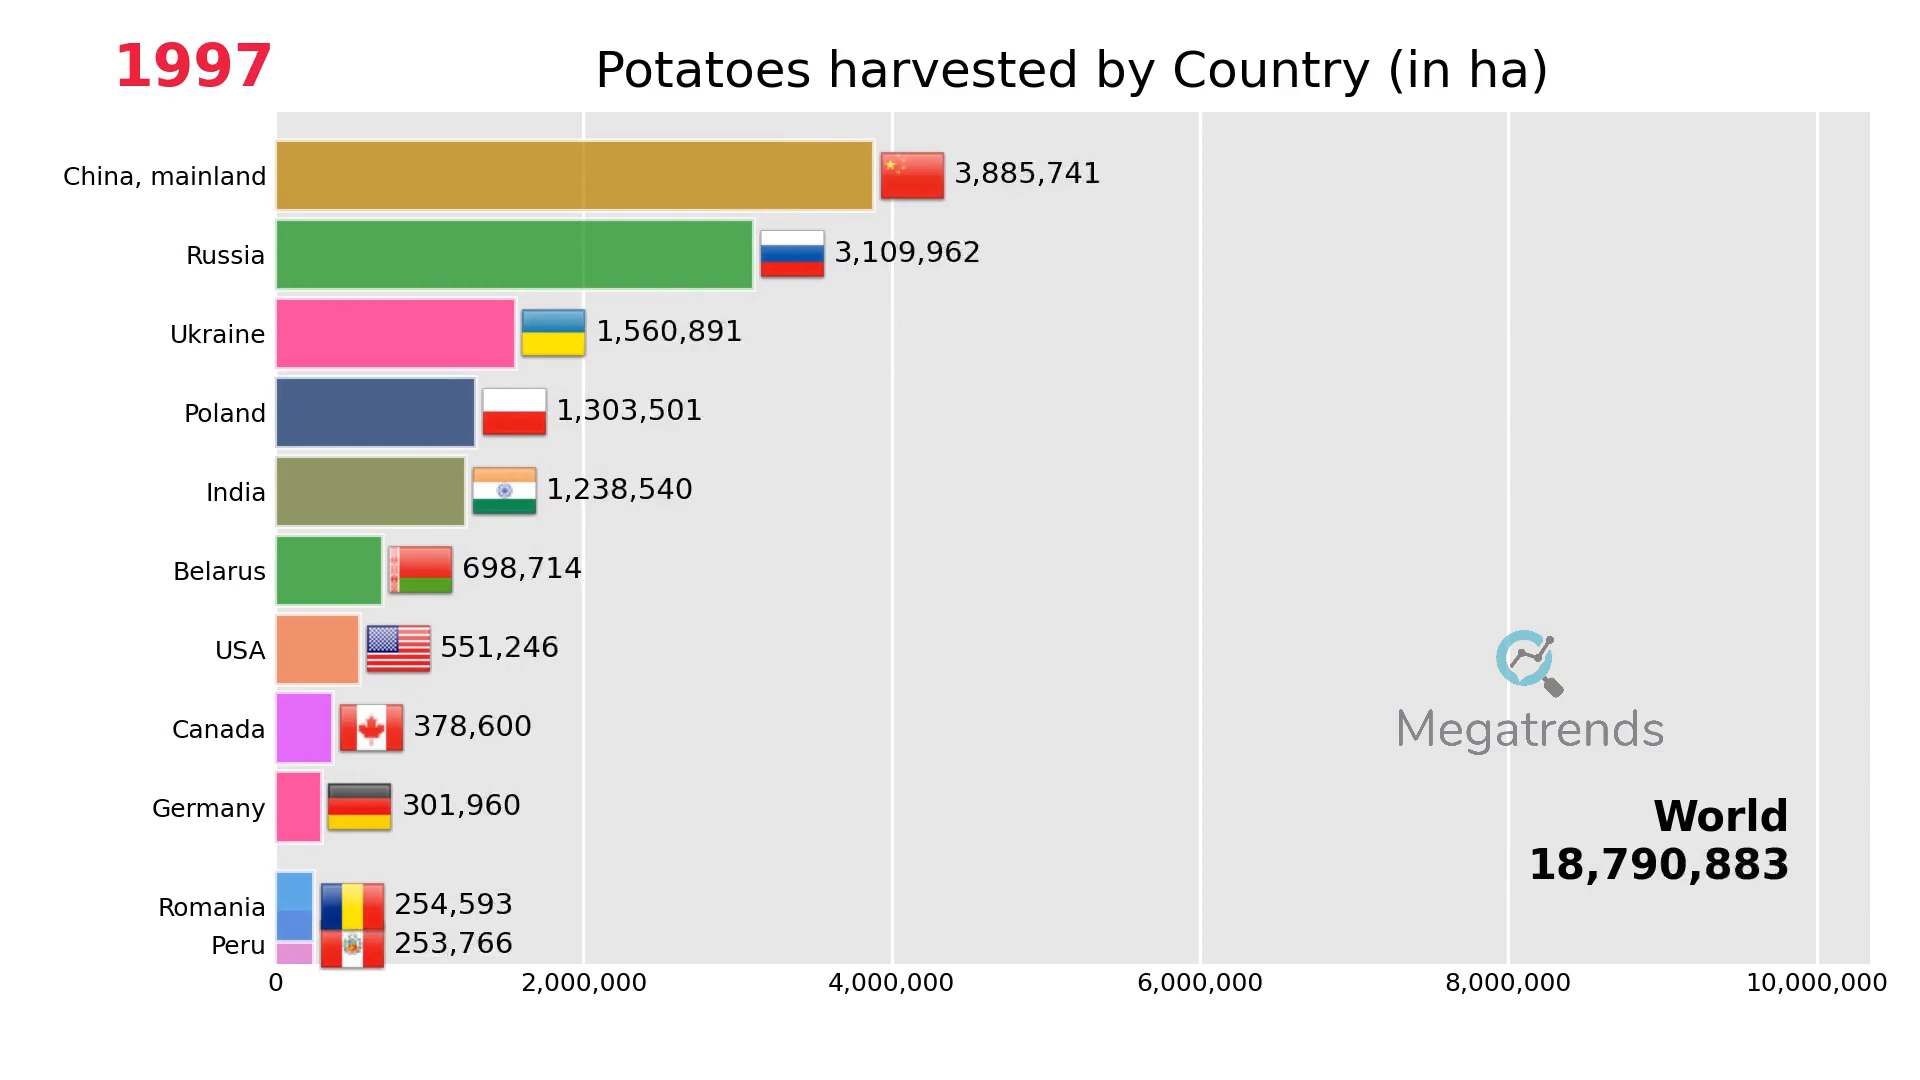 1997
Potatoes harvested by Country (in ha)
China, mainland 3,885,741
Russia 3,109,962
Ukraine 1,560,891
Poland 1,303,501
India 1,238,540
Belarus 698,714
USA 551,246
Canada 378,600
Germany 301,960
Romania 254,593
Peru 253,766
Megatrends
World
18,790,883
0 2,000,000 4,000,000 6,000,000 8,000,000 10,000,000